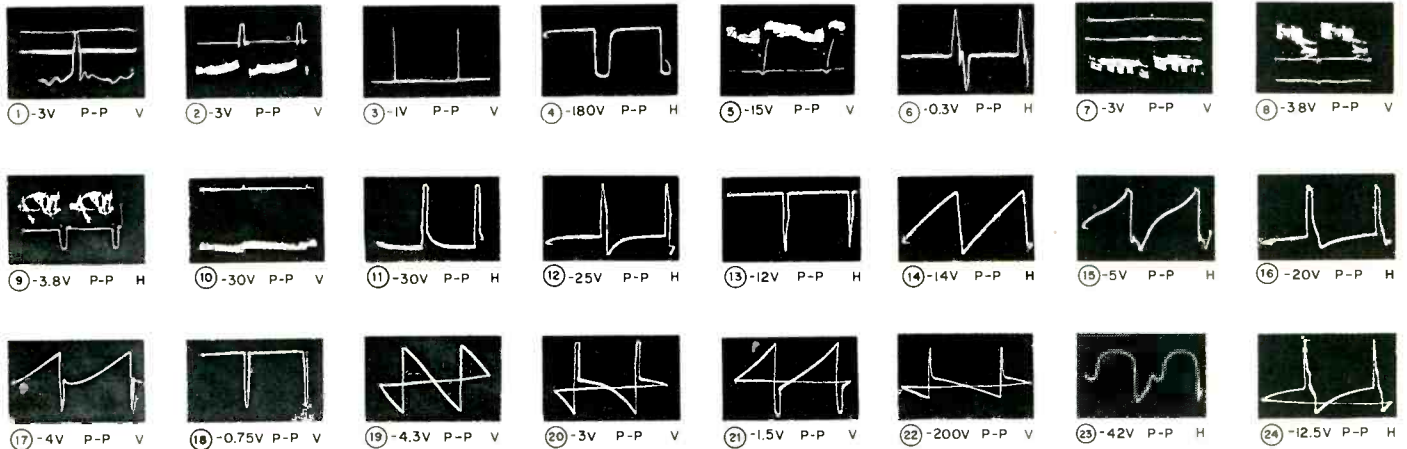 ① -3V P-P V ② -3V P-P V ③ -1V P-P V ④ -180V P-P H ⑤ -15V P-P V ⑥ -0.3V P-P H ⑦ -3V P-P V ⑧ -3.8V P-P V
⑨ -3.8V P-P H ⑩ -30V P-P V ⑪ -30V P-P H ⑫ -25V P-P H ⑬ -12V P-P H ⑭ -14V P-P H ⑮ -5V P-P H ⑯ -20V P-P H
⑰ -4V P-P V ⑱ -0.75V P-P V ⑲ -4.3V P-P V ⑳ -3V P-P V ㉑ -1.5V P-P V ㉒ -200V P-P V ㉓ -42V P-P H ㉔ -12.5V P-P H